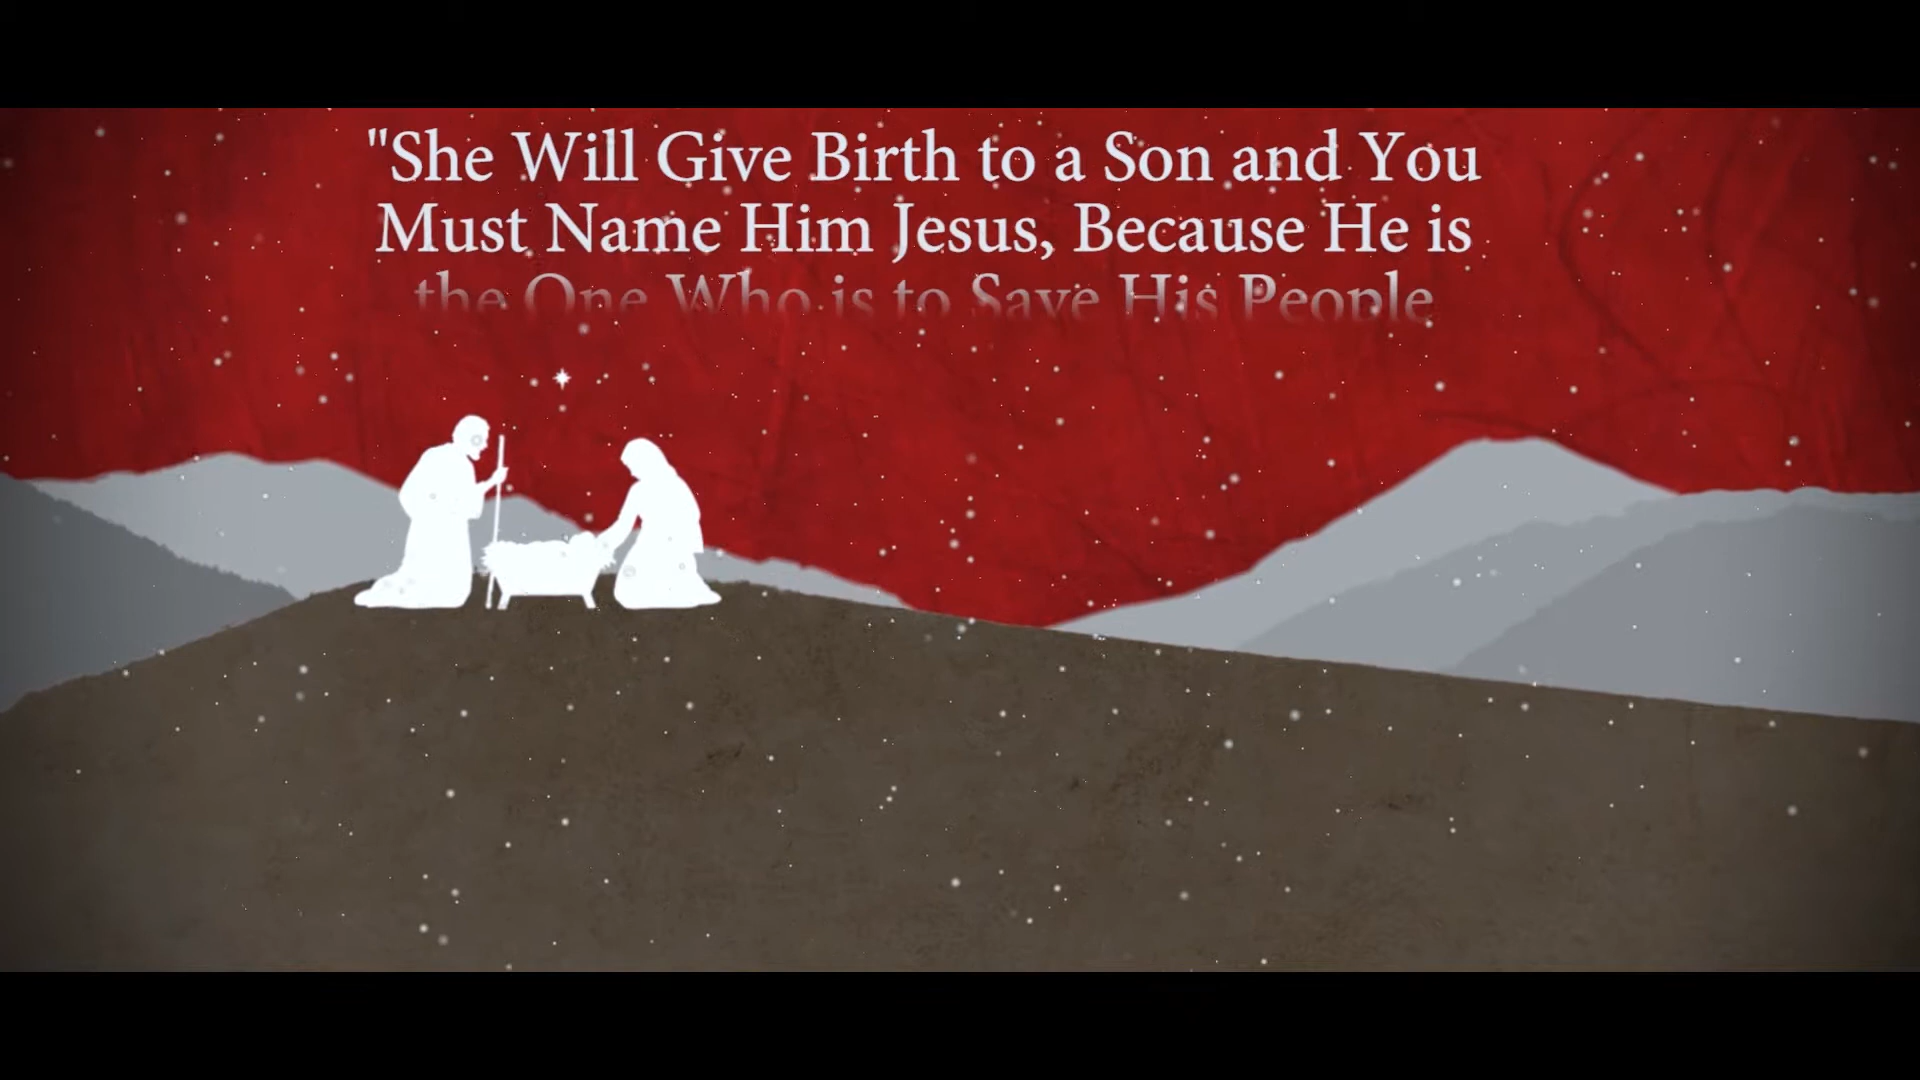 "She Will Give Birth to a Son and You
Must Name Him Jesus, Because He is
the One Who is to Save His People